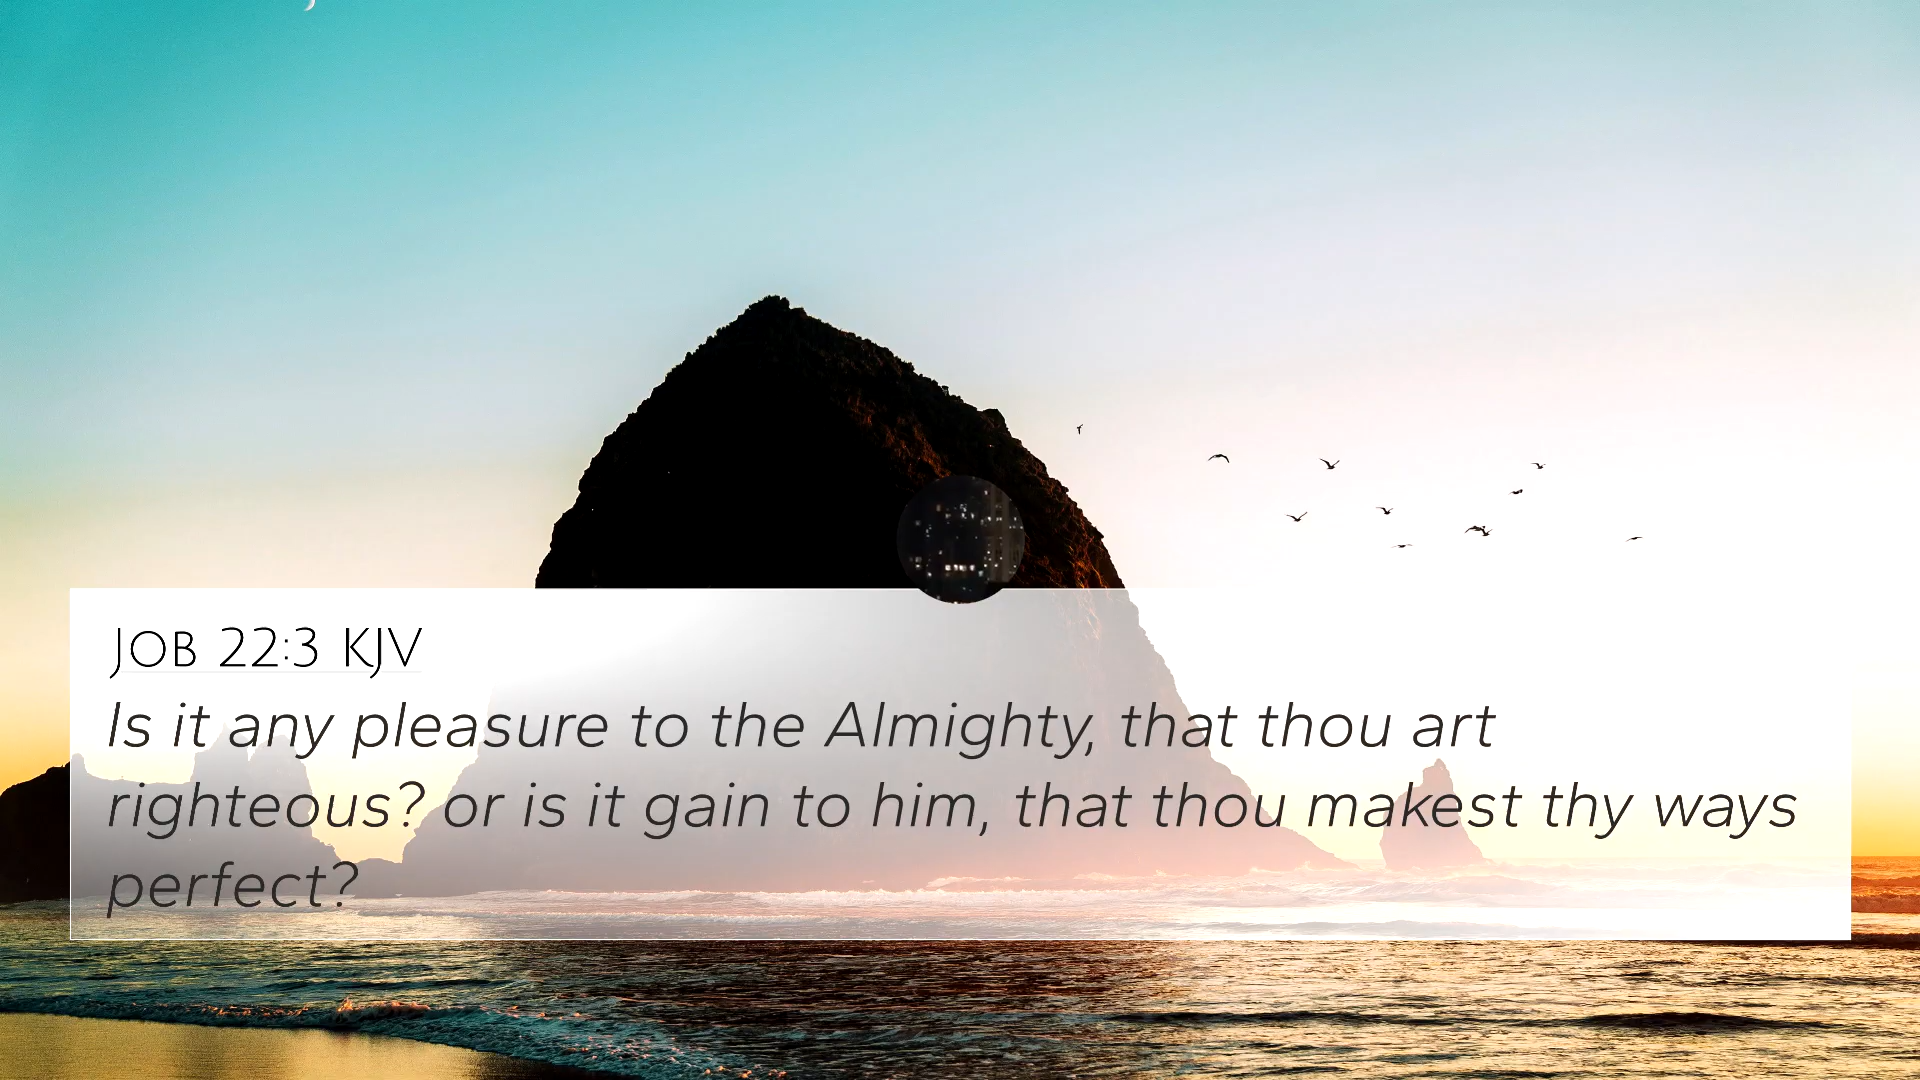 Job 22:3 KJV
Is it any pleasure to the Almighty, that thou art
righteous? or is it gain to him, that thou makest thy ways
perfect?